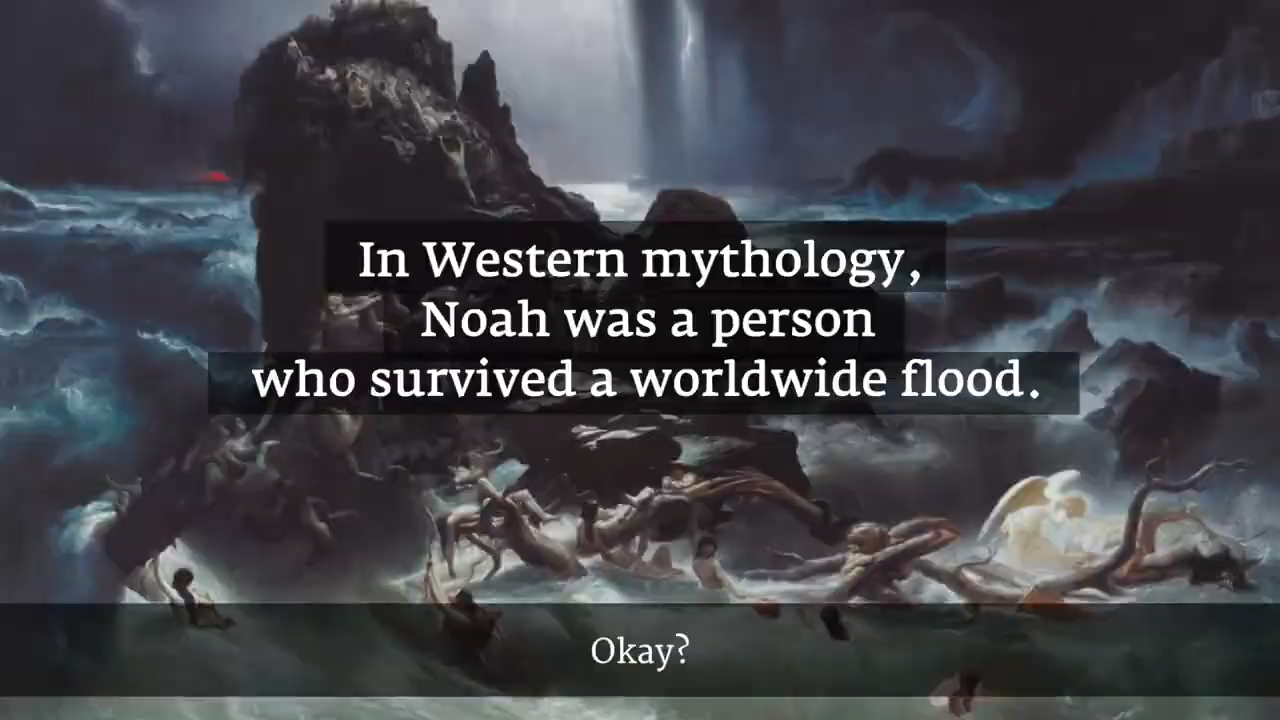 In Western mythology,
Noah was a person
who survived a worldwide flood.
Okay?